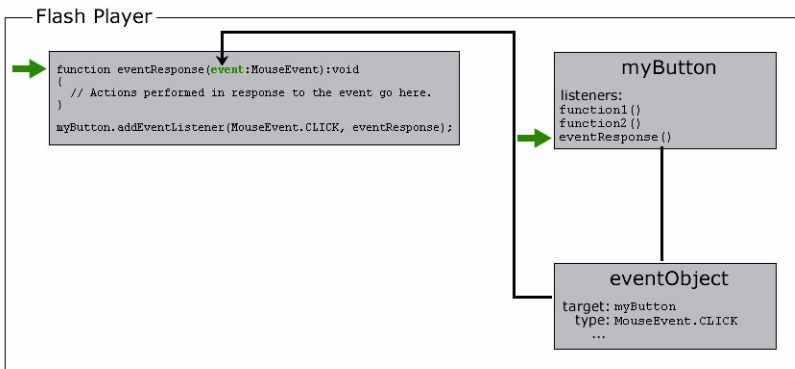 Flash Player
function eventResponse(event:MouseEvent):void
{
// Actions performed in response to the event go here.
}
myButton.addEventListener(MouseEvent.CLICK, eventResponse);
myButton
listeners:
function1()
function2()
eventResponse()
eventObject
target: myButton
type: MouseEvent.CLICK
...